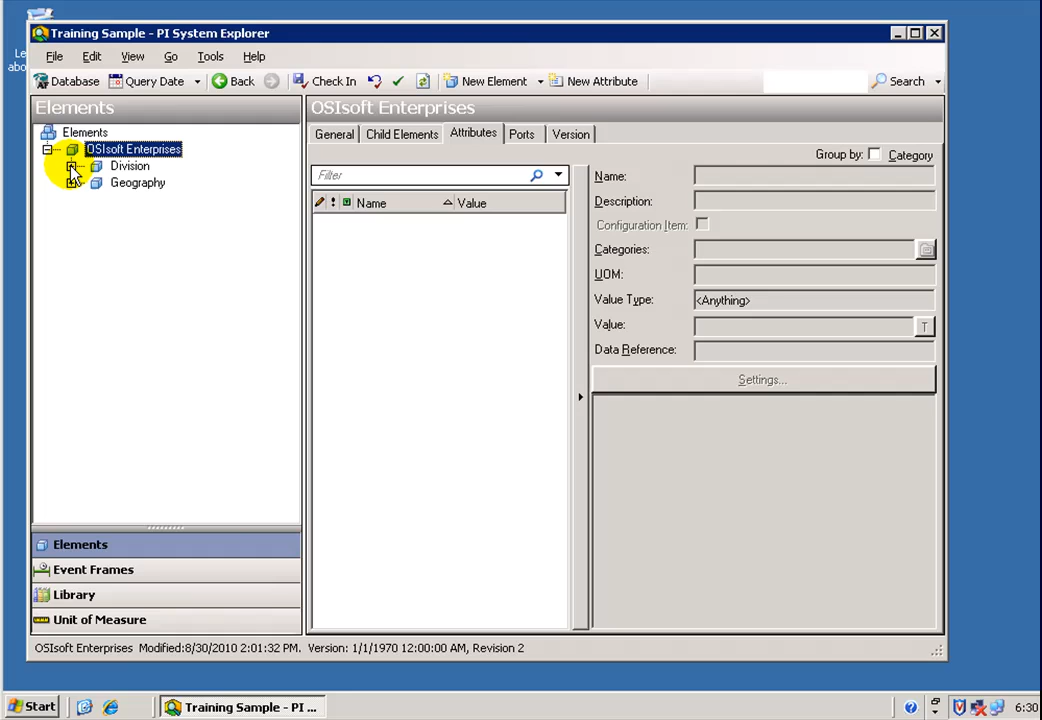 Le
abo
Training Sample - PI System Explorer
File Edit View Go Tools Help
Database Query Date Back Check In New Element New Attribute Search
Elements
OSIsoft Enterprises
Elements
OSIsoft Enterprises
Division
Geography
General Child Elements Attributes Ports Version
Group by: Category
Filter
Name Value
Name:
Description:
Configuration Item:
Categories:
UOM:
Value Type: <Anything>
Value: T
Data Reference:
Settings...
Elements
Event Frames
Library
Unit of Measure
OSIsoft Enterprises Modified:8/30/2010 2:01:32 PM. Version: 1/1/1970 12:00:00 AM, Revision 2
Start Training Sample - PI ... 6:30